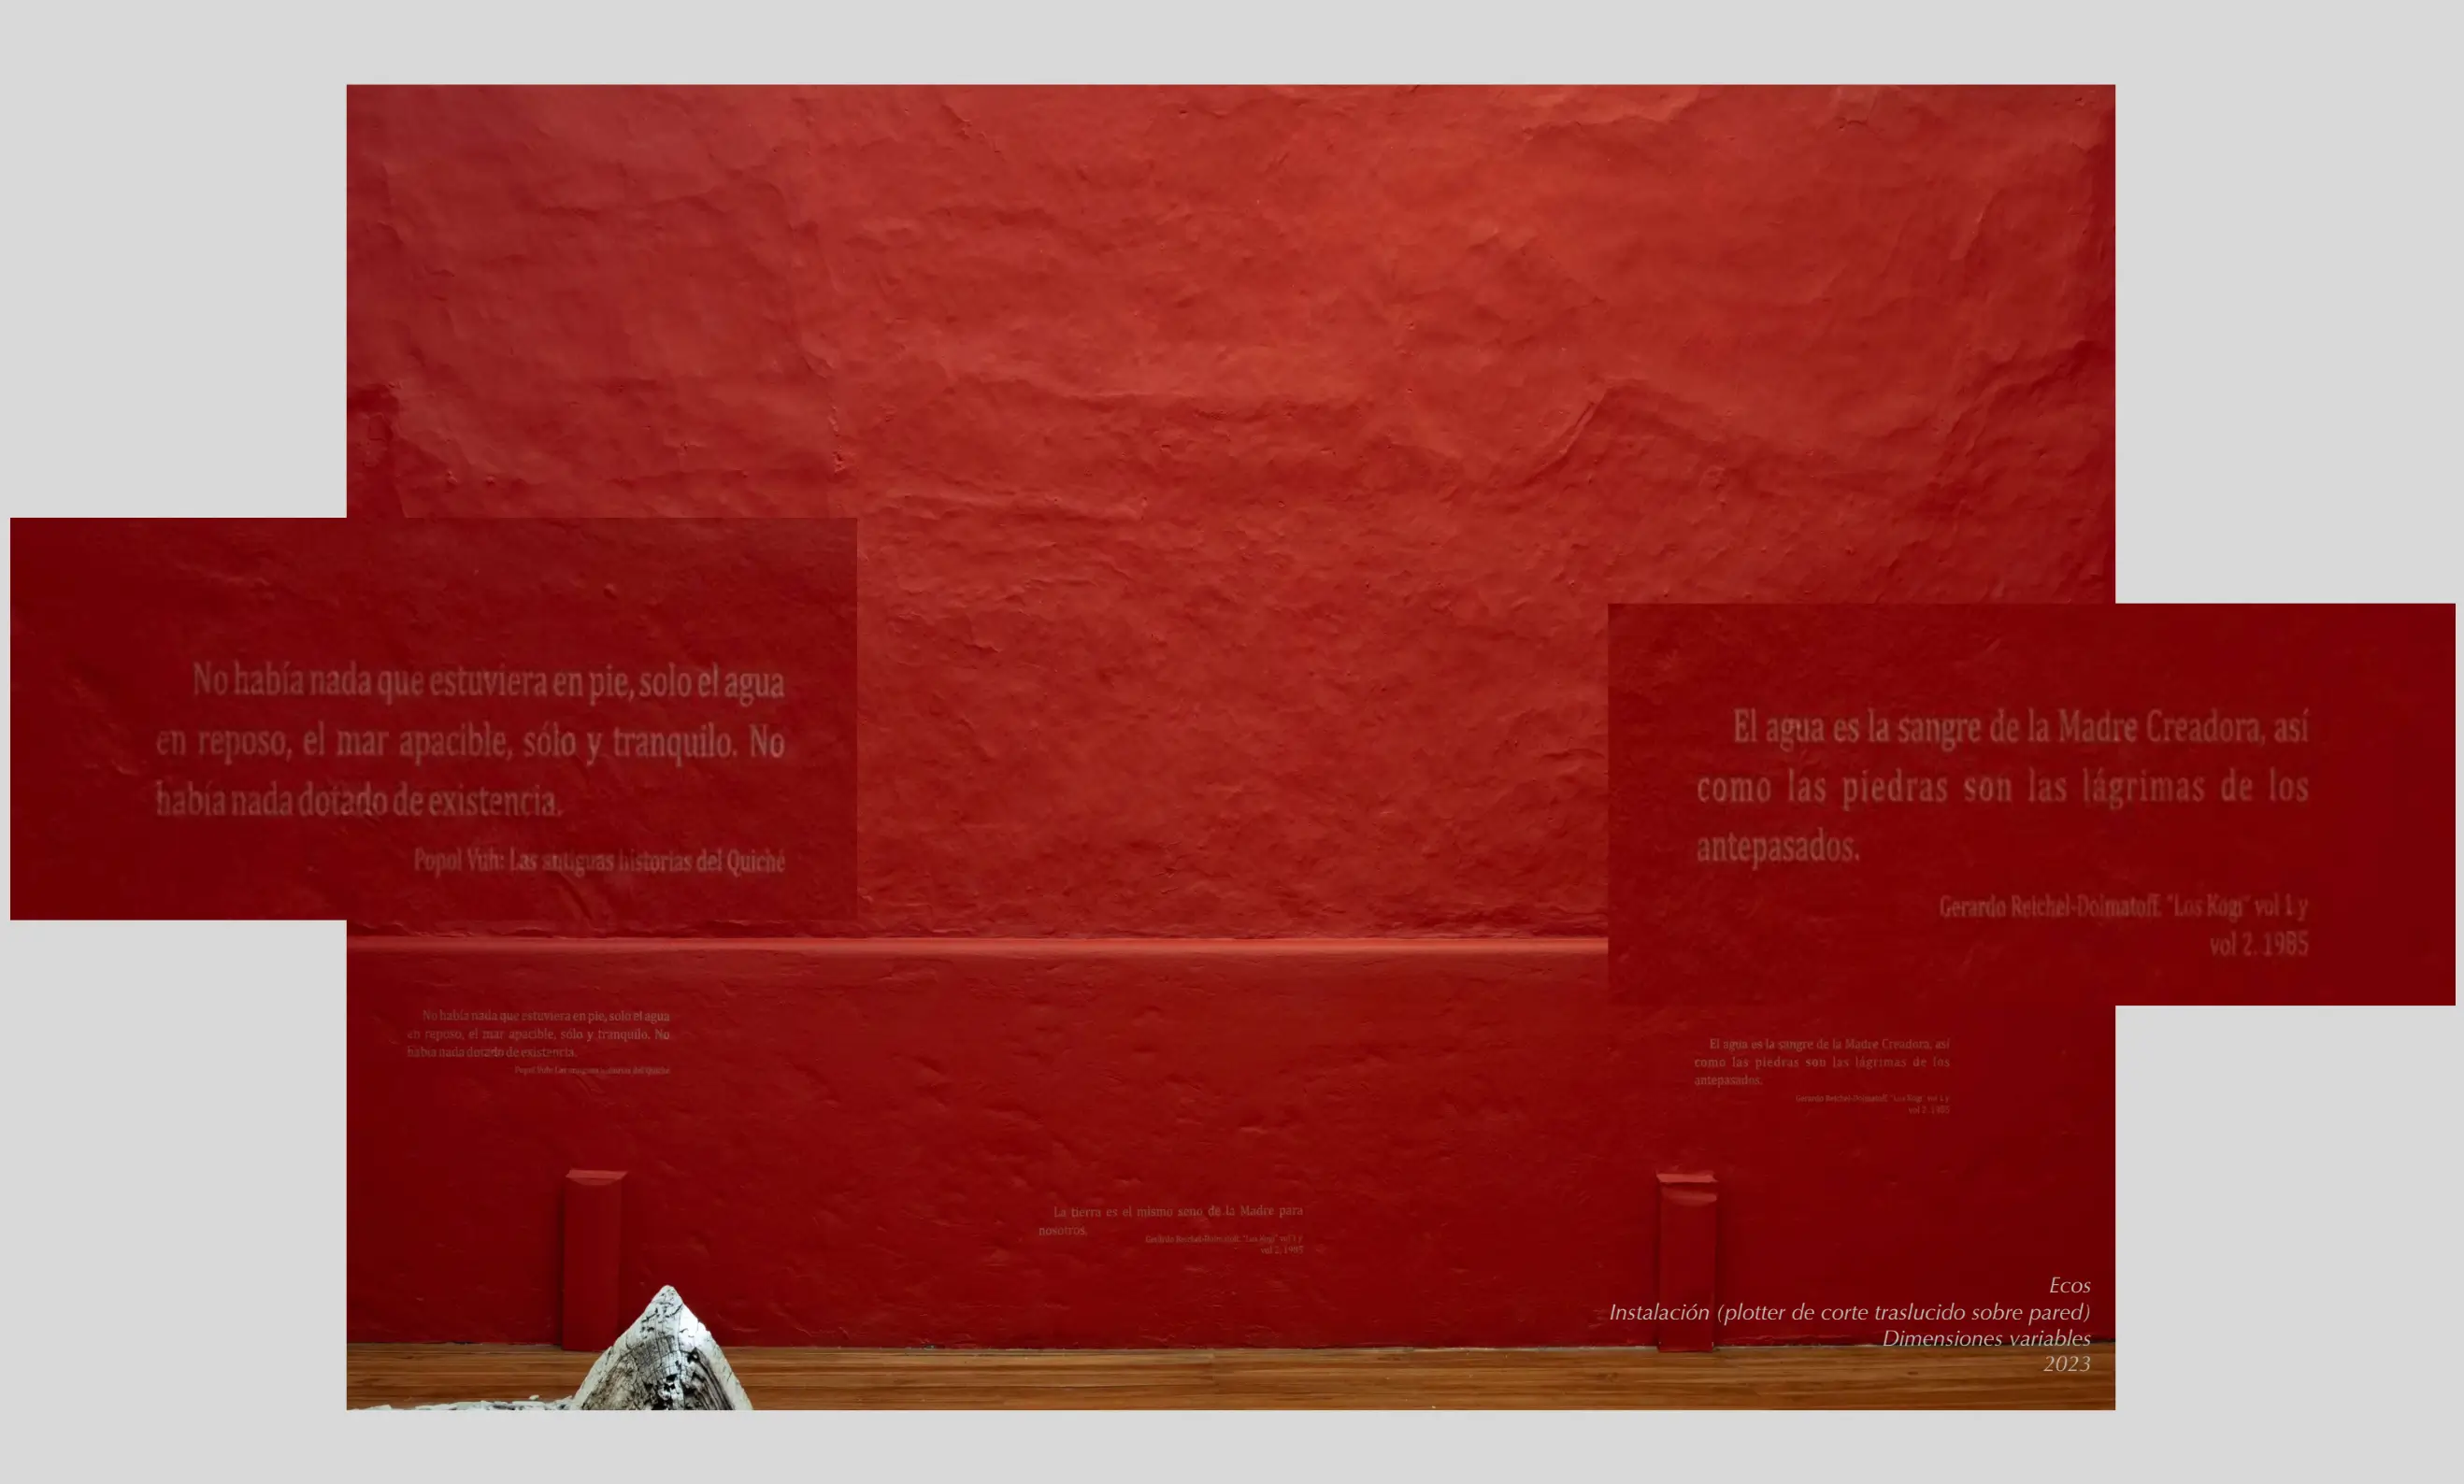 No había nada que estuviera en pie, solo el agua
en reposo, el mar apacible, sólo y tranquilo. No
había nada dotado de existencia.
Popol Vuh: Las antiguas historias del Quiché
El agua es la sangre de la Madre Creadora, así
como las piedras son las lágrimas de los
antepasados.
Gerardo Reichel-Dolmatoff. "Los Kogi" vol 1 y
vol 2. 1985
No había nada que estuviera en pie, solo el agua
en reposo, el mar apacible, sólo y tranquilo. No
había nada dotado de existencia.
Popol Vuh: Las antiguas historias del Quiché
El agua es la sangre de la Madre Creadora, así
como las piedras son las lágrimas de los
antepasados.
Gerardo Reichel-Dolmatoff. "Los Kogi" vol 1 y
vol 2. 1985
La tierra es el mismo seno de la Madre para
nosotros.
Gerardo Reichel-Dolmatoff. "Los Kogi" vol 1 y
vol 2. 1985
Ecos
Instalación (plotter de corte traslucido sobre pared)
Dimensiones variables
2023